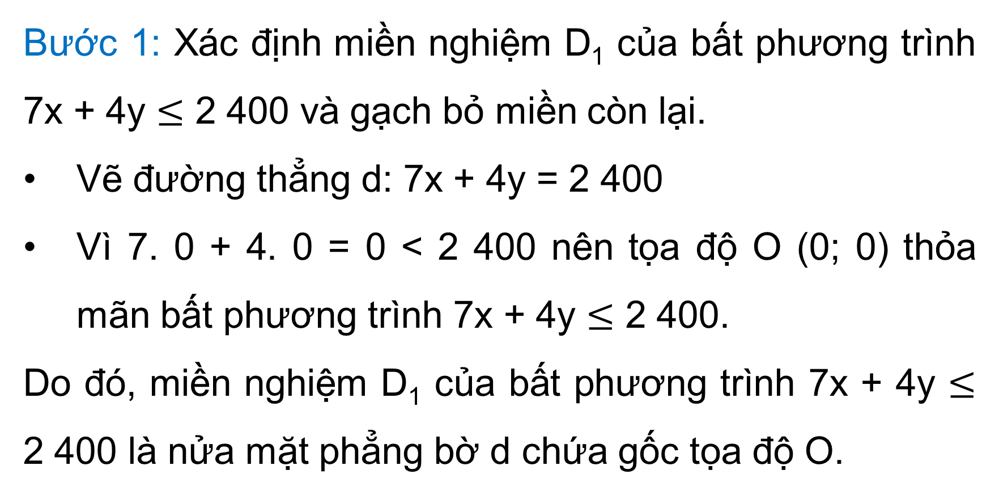 Bước 1: Xác định miền nghiệm D₁ của bất phương trình
7x + 4y ≤ 2 400 và gạch bỏ miền còn lại.
• Vẽ đường thẳng d: 7x + 4y = 2 400
• Vì 7. 0 + 4. 0 = 0 < 2 400 nên tọa độ O (0; 0) thỏa
mãn bất phương trình 7x + 4y ≤ 2 400.
Do đó, miền nghiệm D₁ của bất phương trình 7x + 4y ≤
2 400 là nửa mặt phẳng bờ d chứa gốc tọa độ O.